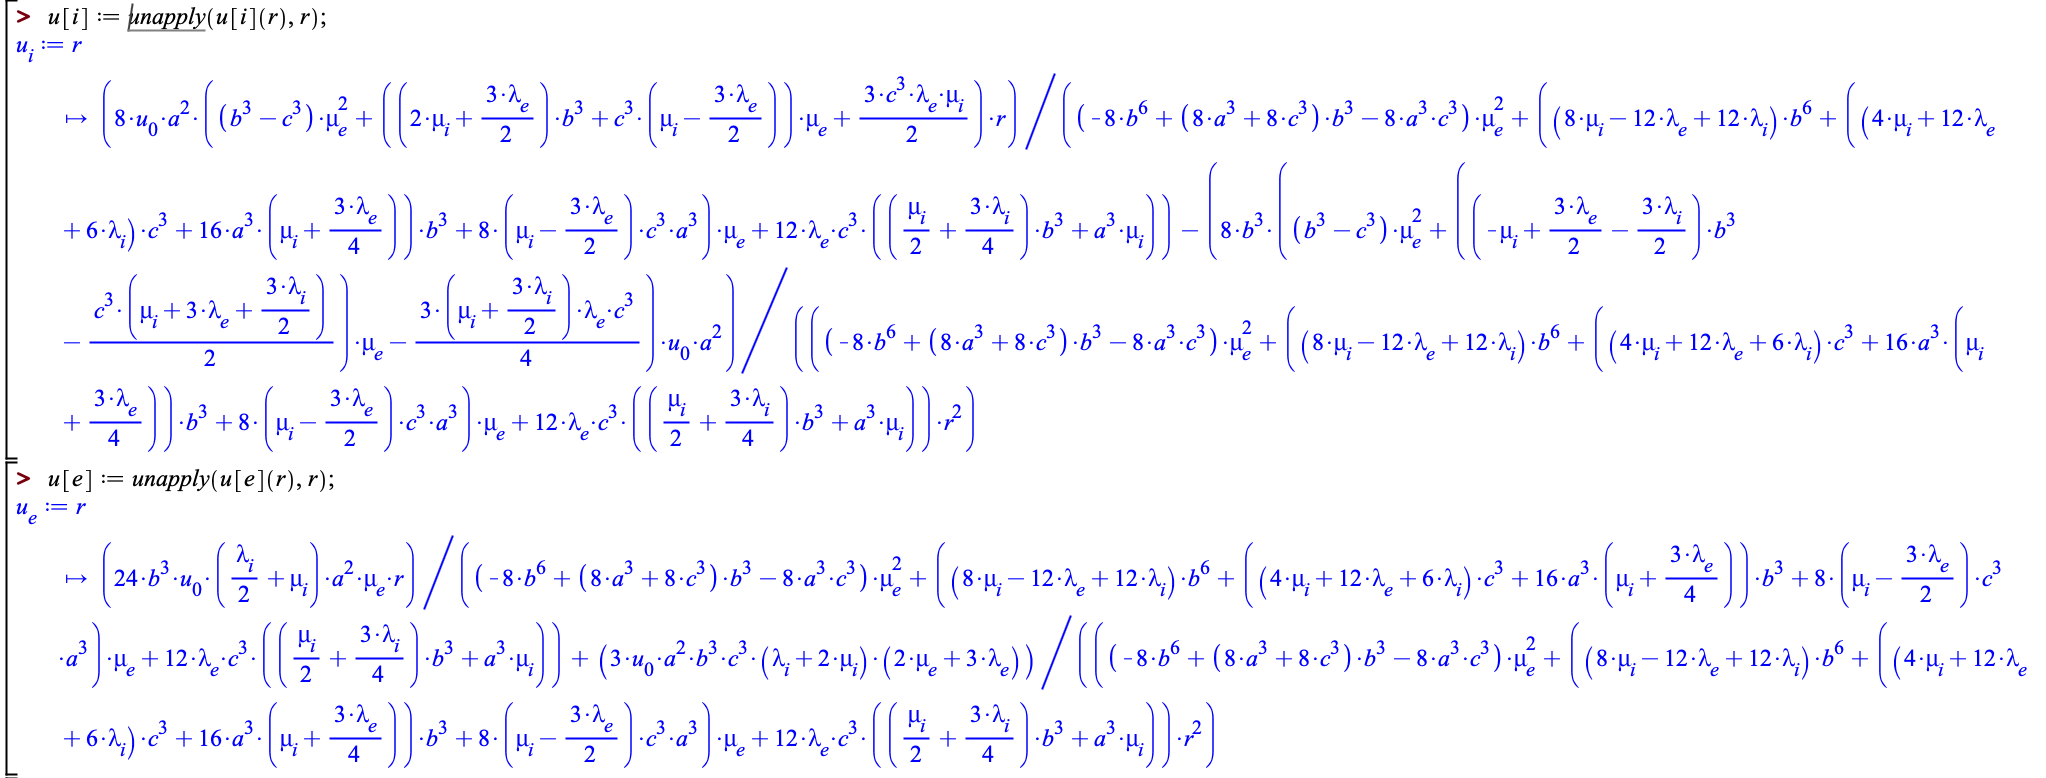 > u[i] := unapply(u[i](r), r);
u_i := r
↦ (8·u_0·a^2·((b^3 − c^3)·μ_e^2 + ((2·μ_i + 3·λ_e/2)·b^3 + c^3·(μ_i − 3·λ_e/2))·μ_e + 3·c^3·λ_e·μ_i/2)·r) / ((-8·b^6 + (8·a^3 + 8·c^3)·b^3 − 8·a^3·c^3)·μ_e^2 + ((8·μ_i − 12·λ_e + 12·λ_i)·b^6 + ((4·μ_i + 12·λ_e
+ 6·λ_i)·c^3 + 16·a^3·(μ_i + 3·λ_e/4))·b^3 + 8·(μ_i − 3·λ_e/2)·c^3·a^3)·μ_e + 12·λ_e·c^3·((μ_i/2 + 3·λ_i/4)·b^3 + a^3·μ_i)) − (8·b^3·((b^3 − c^3)·μ_e^2 + ((-μ_i + 3·λ_e/2 − 3·λ_i/2)·b^3
− c^3·(μ_i + 3·λ_e + 3·λ_i/2)/2)·μ_e − 3·(μ_i + 3·λ_i/2)·λ_e·c^3/4)·u_0·a^2) / (((-8·b^6 + (8·a^3 + 8·c^3)·b^3 − 8·a^3·c^3)·μ_e^2 + ((8·μ_i − 12·λ_e + 12·λ_i)·b^6 + ((4·μ_i + 12·λ_e + 6·λ_i)·c^3 + 16·a^3·(μ_i
+ 3·λ_e/4))·b^3 + 8·(μ_i − 3·λ_e/2)·c^3·a^3)·μ_e + 12·λ_e·c^3·((μ_i/2 + 3·λ_i/4)·b^3 + a^3·μ_i))·r^2)
> u[e] := unapply(u[e](r), r);
u_e := r
↦ (24·b^3·u_0·(λ_i/2 + μ_i)·a^2·μ_e·r) / ((-8·b^6 + (8·a^3 + 8·c^3)·b^3 − 8·a^3·c^3)·μ_e^2 + ((8·μ_i − 12·λ_e + 12·λ_i)·b^6 + ((4·μ_i + 12·λ_e + 6·λ_i)·c^3 + 16·a^3·(μ_i + 3·λ_e/4))·b^3 + 8·(μ_i − 3·λ_e/2)·c^3
·a^3)·μ_e + 12·λ_e·c^3·((μ_i/2 + 3·λ_i/4)·b^3 + a^3·μ_i)) + (3·u_0·a^2·b^3·c^3·(λ_i + 2·μ_i)·(2·μ_e + 3·λ_e)) / (((-8·b^6 + (8·a^3 + 8·c^3)·b^3 − 8·a^3·c^3)·μ_e^2 + ((8·μ_i − 12·λ_e + 12·λ_i)·b^6 + ((4·μ_i + 12·λ_e
+ 6·λ_i)·c^3 + 16·a^3·(μ_i + 3·λ_e/4))·b^3 + 8·(μ_i − 3·λ_e/2)·c^3·a^3)·μ_e + 12·λ_e·c^3·((μ_i/2 + 3·λ_i/4)·b^3 + a^3·μ_i))·r^2)